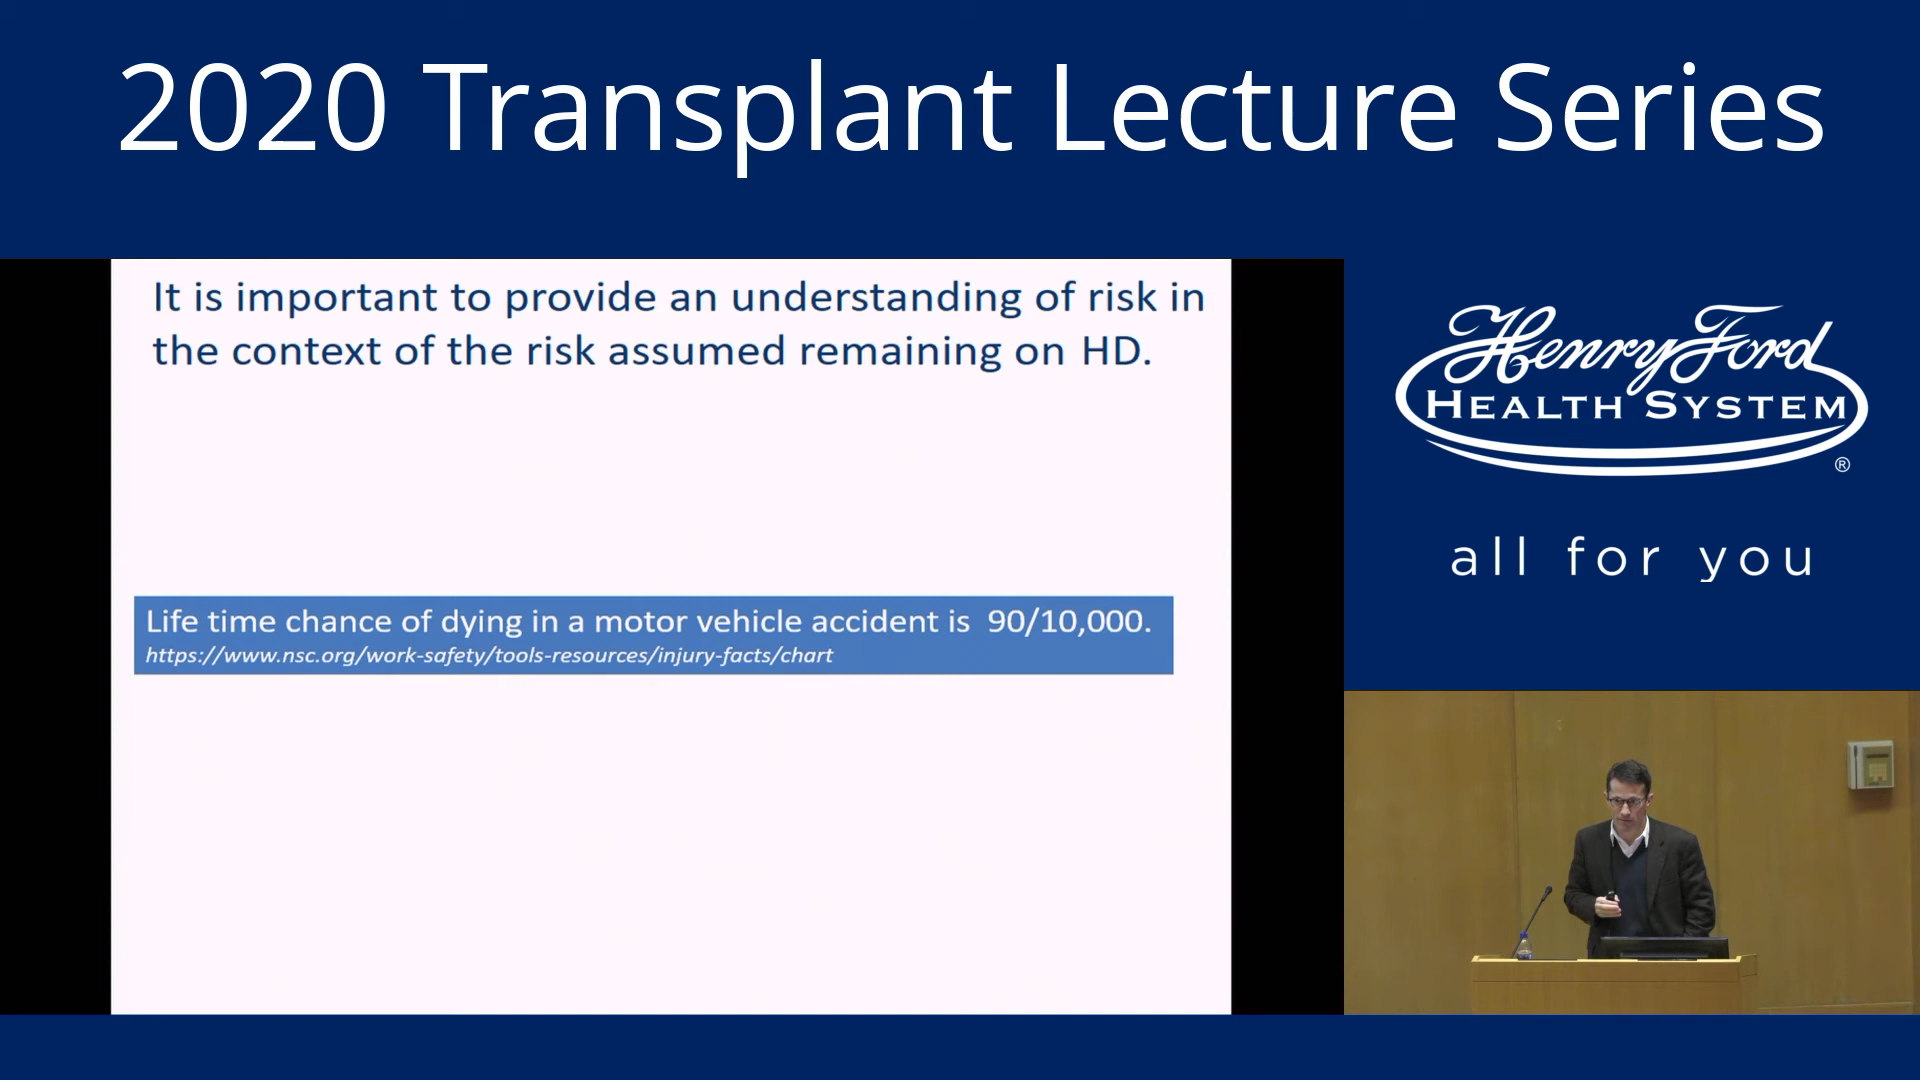 2020 Transplant Lecture Series
It is important to provide an understanding of risk in
the context of the risk assumed remaining on HD.
Life time chance of dying in a motor vehicle accident is 90/10,000.
https://www.nsc.org/work-safety/tools-resources/injury-facts/chart
Henry Ford
HEALTH SYSTEM
®
all for you